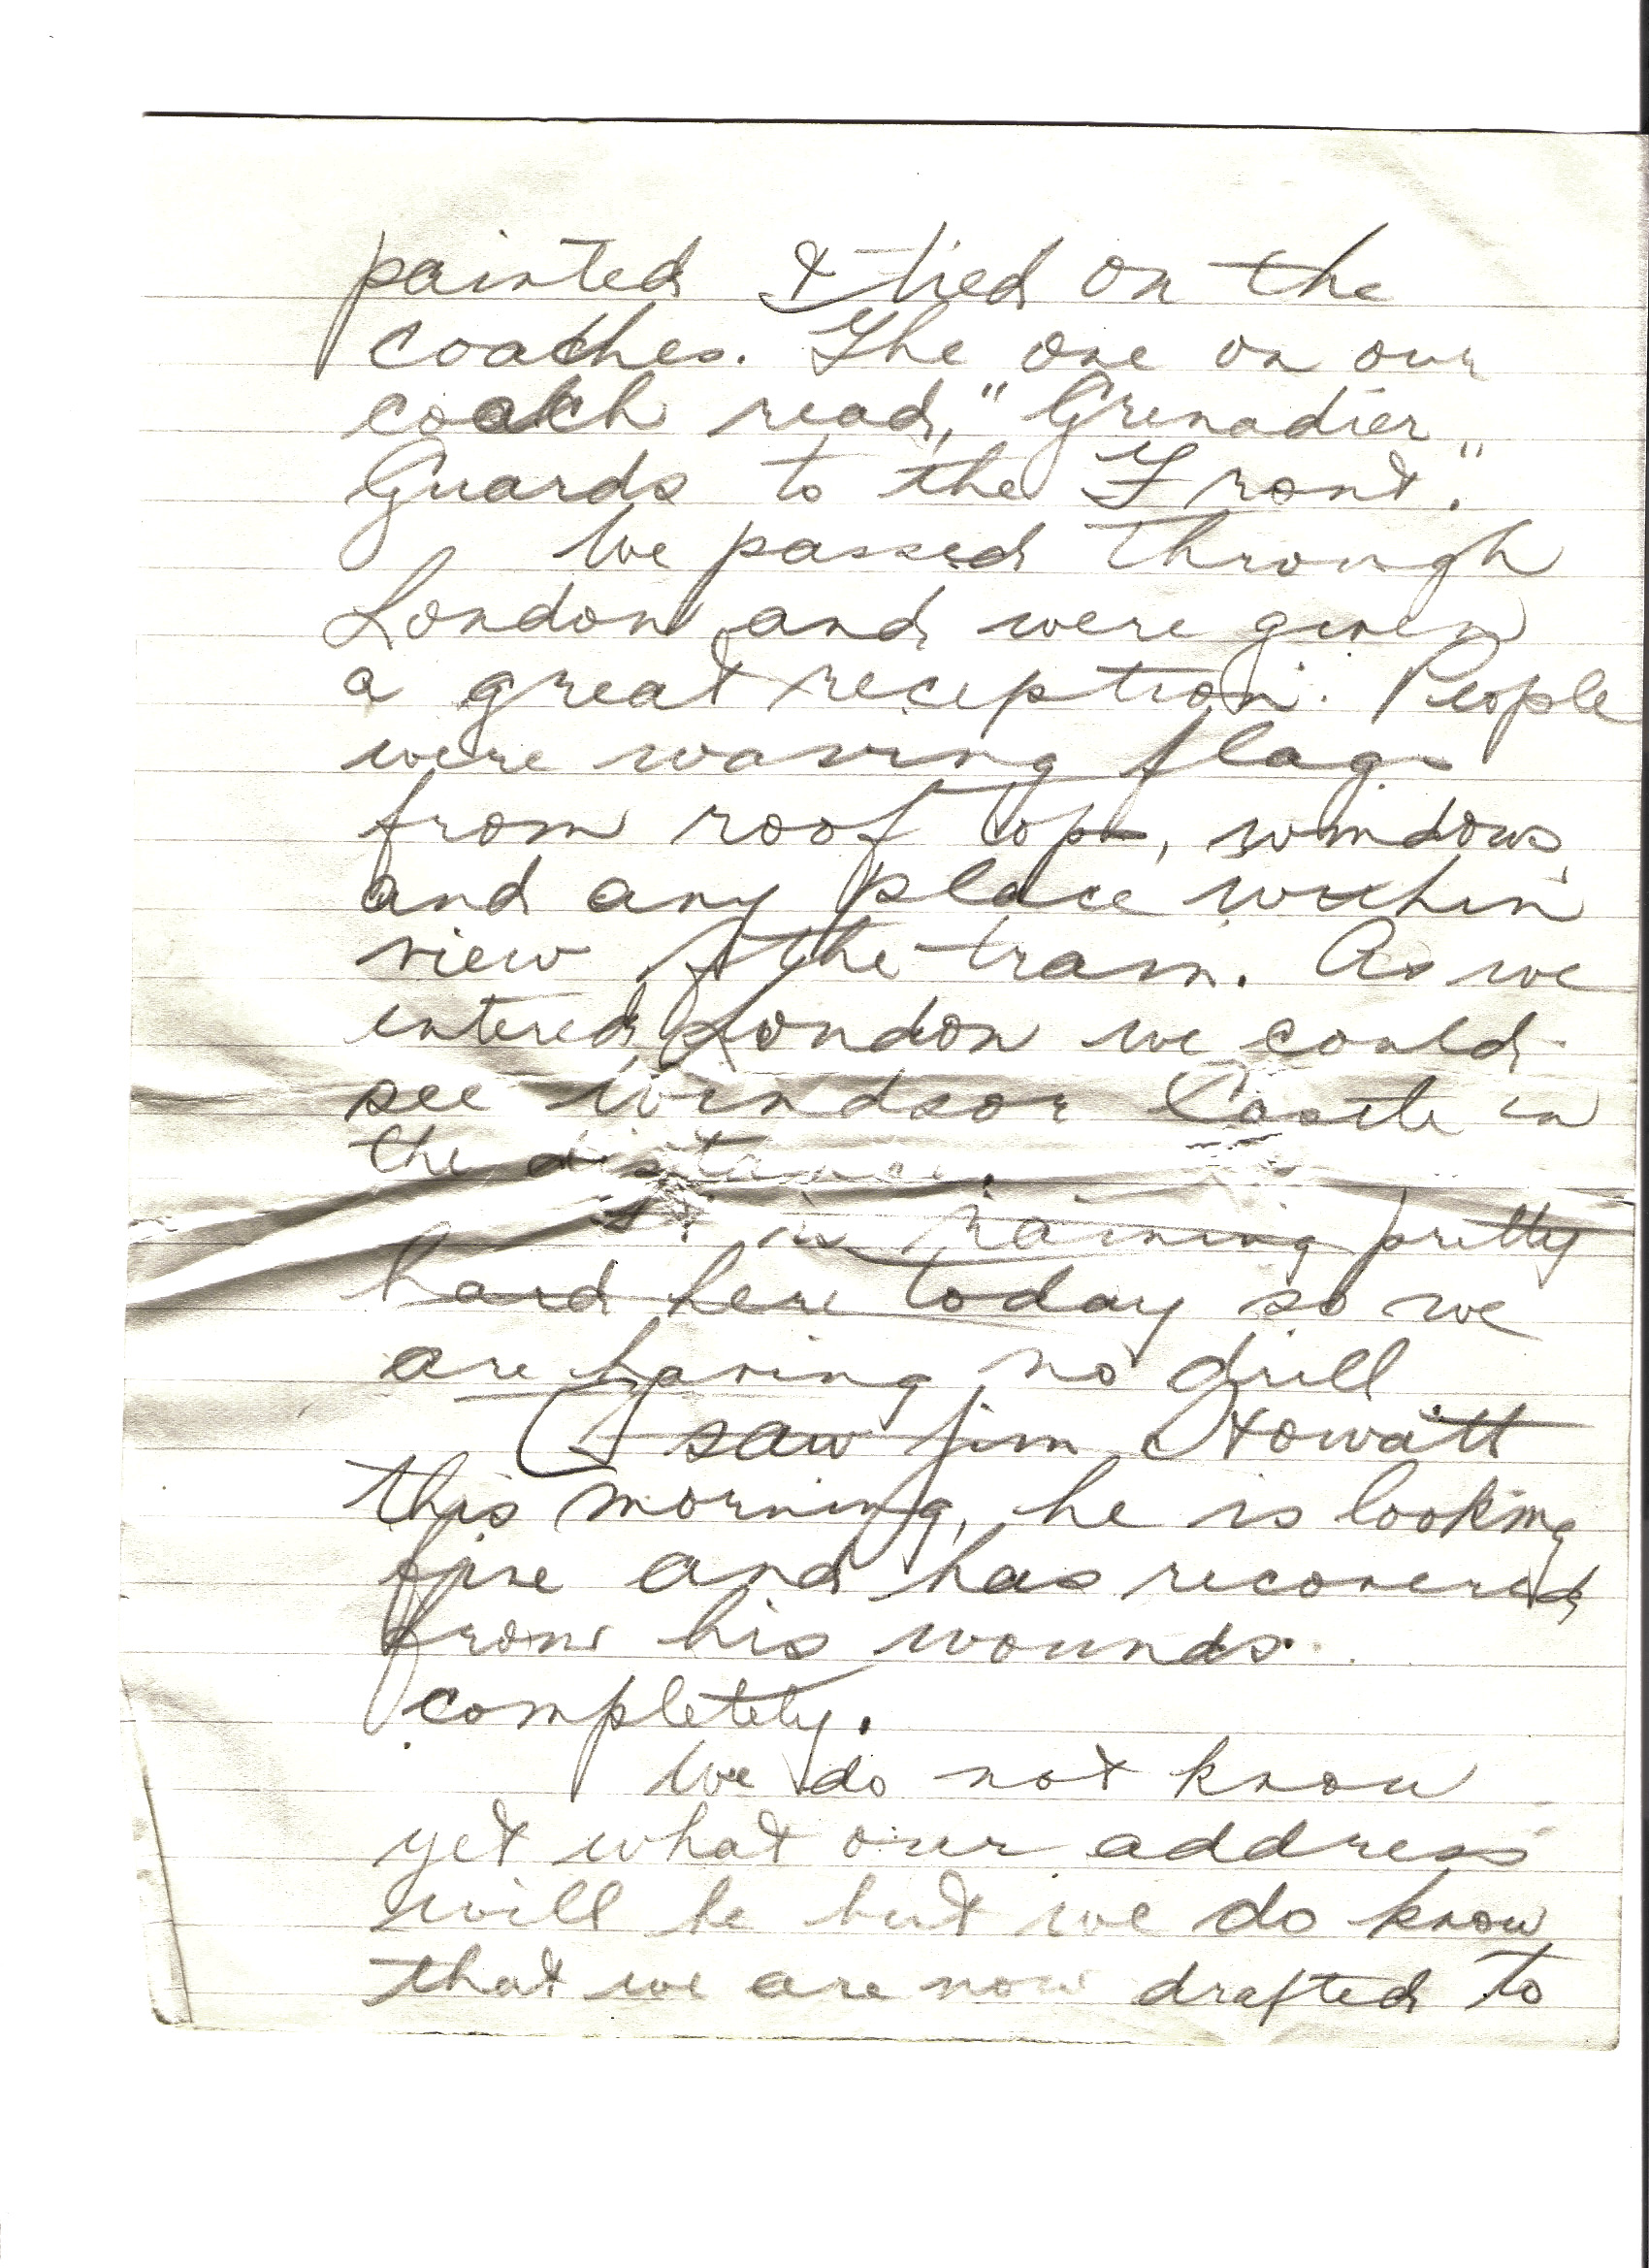 painted & tied on the
coaches. The one on our
coach read, "Grenadier
Guards to the Front."
We passed through
London and were given
a great reception. People
were waving flags
from roof tops, windows
and any place within
view of the train. As we
entered London we could
see Windsor Castle in
the distance.
It is raining pretty
hard here today so we
are having no drill
I saw Jim Howatt
this morning, he is looking
fine and has recovered
from his wounds.
completely.
We do not know
yet what our address
will be but we do know
that we are now drafted to